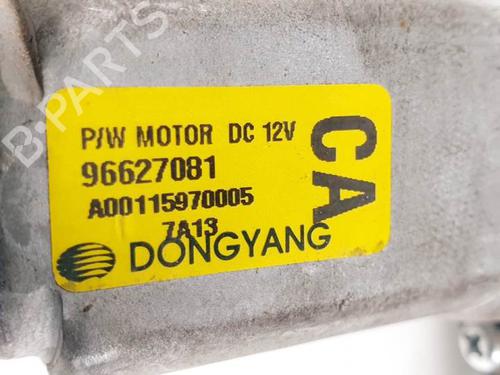 B-PARTS
P/W MOTOR DC 12V
96627081
A00115970005
7A13
DONGYANG
CA